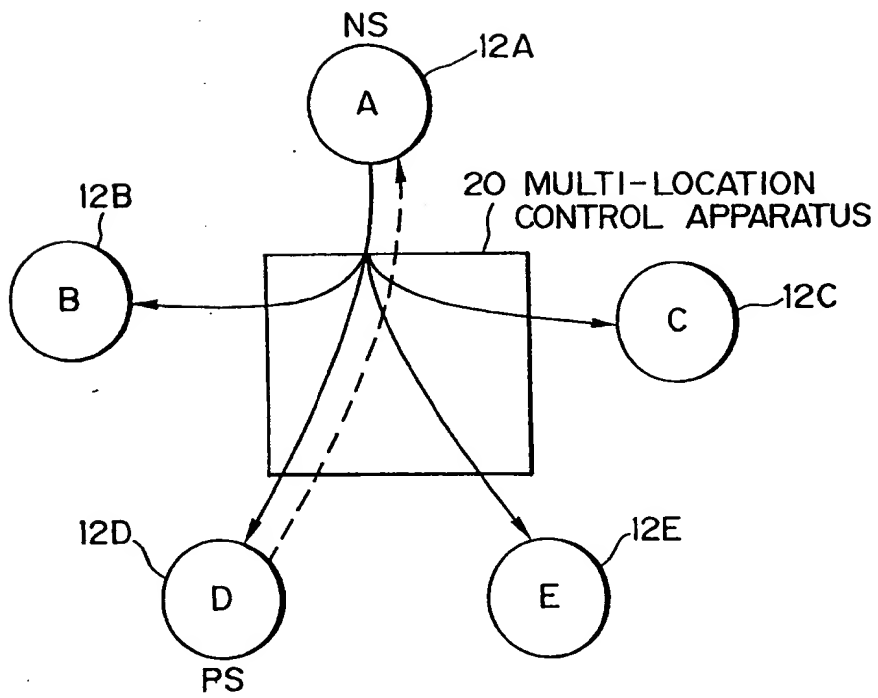 NS
12A
A
20 MULTI-LOCATION
CONTROL APPARATUS
12B
B
C
12C
12D
D
12E
E
PS